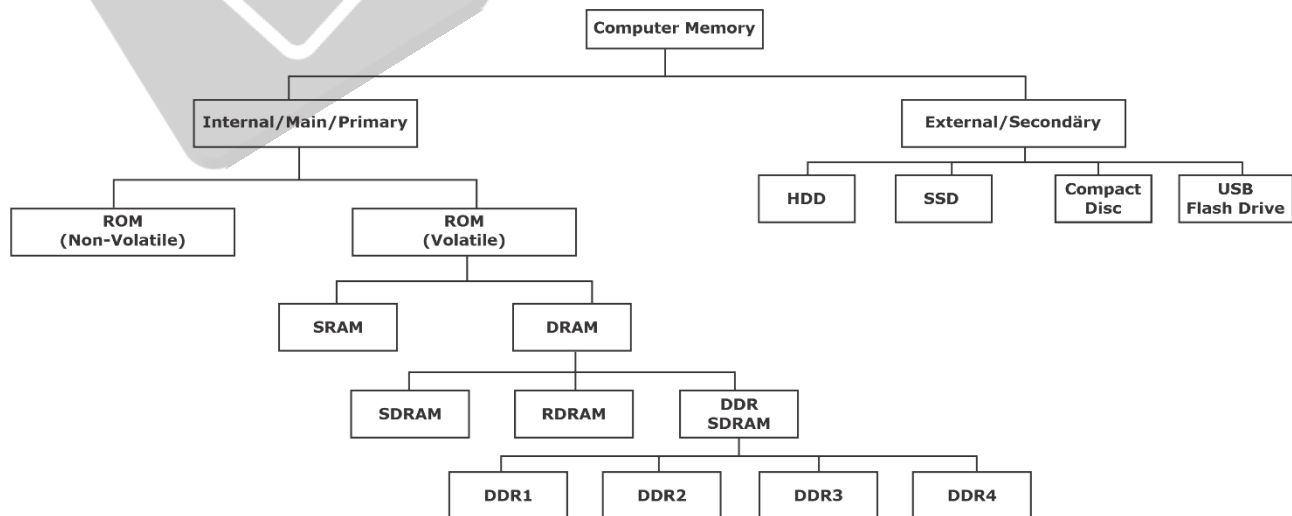 Computer Memory
Internal/Main/Primary
External/Secondäry
HDD
SSD
Compact
Disc
USB
Flash Drive
ROM
(Non-Volatile)
ROM
(Volatile)
SRAM
DRAM
SDRAM
RDRAM
DDR
SDRAM
DDR1
DDR2
DDR3
DDR4